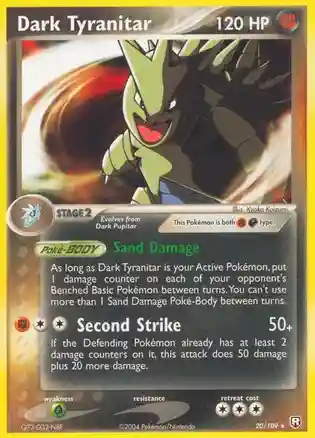 Dark Tyranitar 120 HP
Illus. Kyoko Koizumi
STAGE 2
Evolves from
Dark Pupitar
This Pokémon is both type.
Poké-BODY Sand Damage
As long as Dark Tyranitar is your Active Pokémon, put
1 damage counter on each of your opponent's
Benched Basic Pokémon between turns. You can't use
more than 1 Sand Damage Poké-Body between turns.
Second Strike 50+
If the Defending Pokémon already has at least 2
damage counters on it, this attack does 50 damage
plus 20 more damage.
weakness resistance retreat cost
©2004 Pokémon/Nintendo 20/109 ★
R